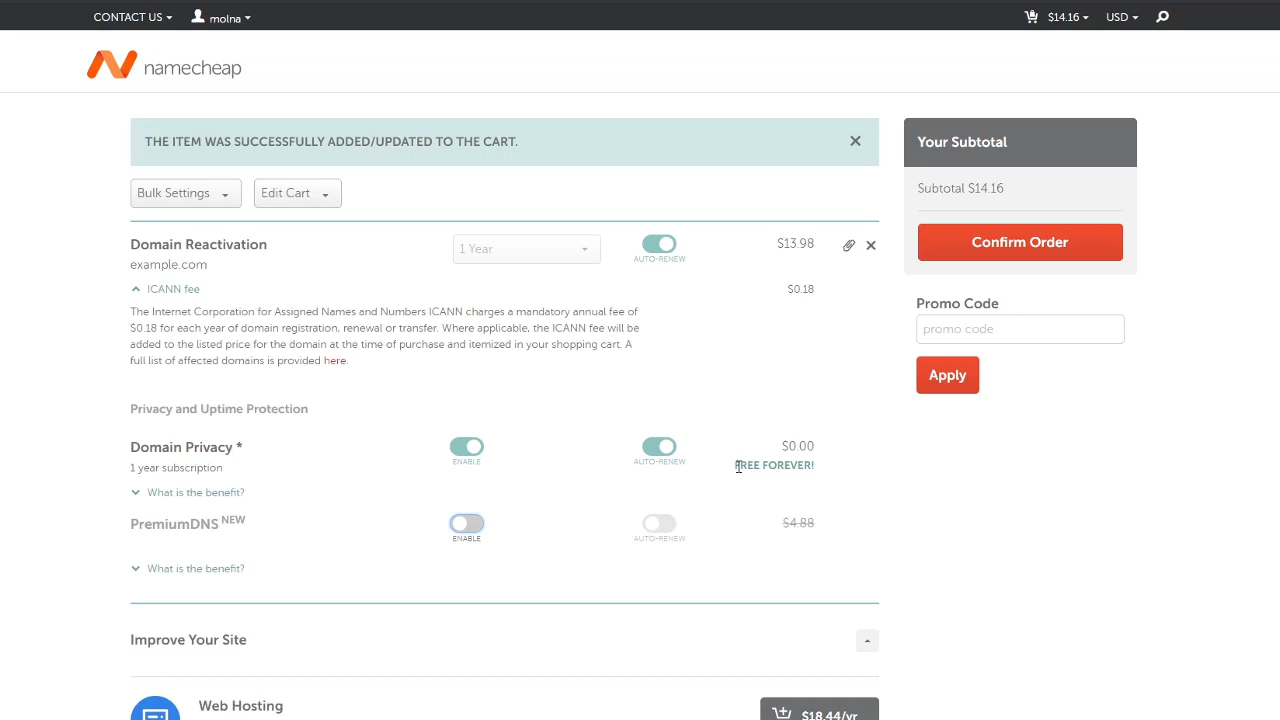 CONTACT US
molna
$14.16
USD
namecheap
THE ITEM WAS SUCCESSFULLY ADDED/UPDATED TO THE CART.
Bulk Settings
Edit Cart
Domain Reactivation
1 Year
AUTO-RENEW
$13.98
example.com
ICANN fee
$0.18
The Internet Corporation for Assigned Names and Numbers ICANN charges a mandatory annual fee of
$0.18 for each year of domain registration, renewal or transfer. Where applicable, the ICANN fee will be
added to the listed price for the domain at the time of purchase and itemized in your shopping cart. A
full list of affected domains is provided here.
Privacy and Uptime Protection
Domain Privacy *
ENABLE
AUTO-RENEW
$0.00
1 year subscription
FREE FOREVER!
What is the benefit?
PremiumDNS NEW
ENABLE
AUTO-RENEW
$4.88
What is the benefit?
Improve Your Site
Web Hosting
$18.44/yr
Your Subtotal
Subtotal $14.16
Confirm Order
Promo Code
promo code
Apply